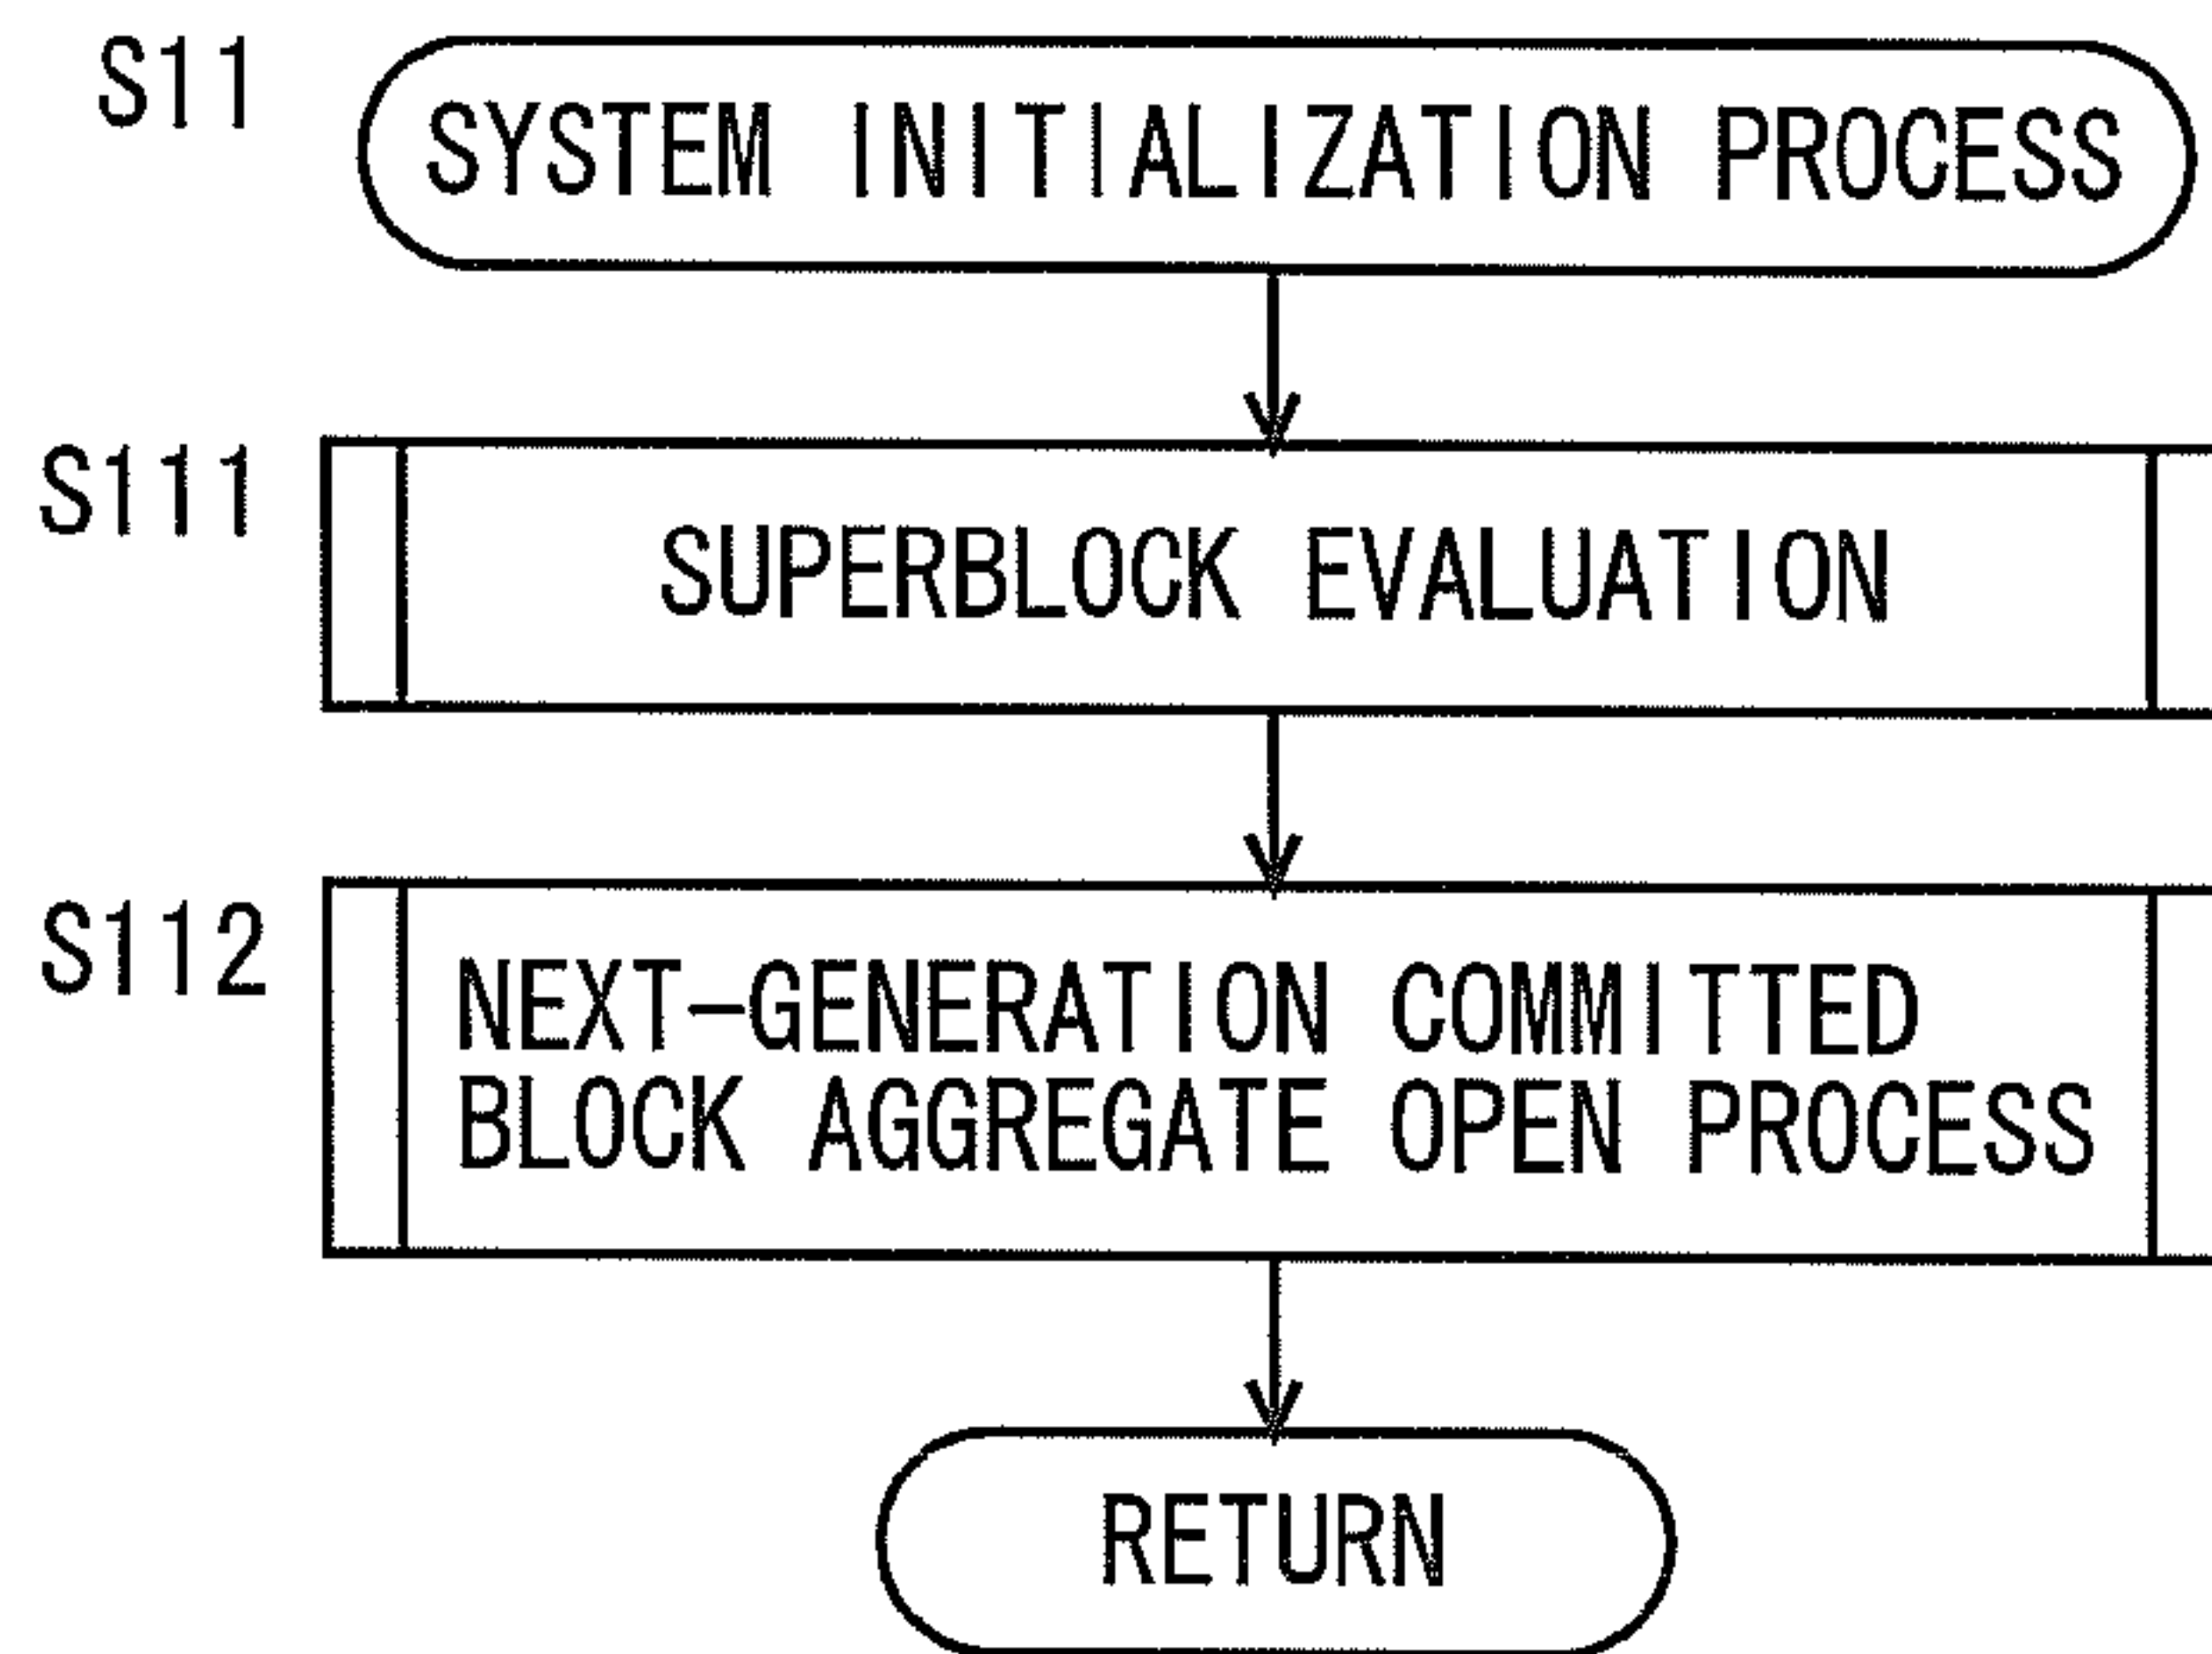 S11 SYSTEM INITIALIZATION PROCESS
S111 SUPERBLOCK EVALUATION
S112 NEXT-GENERATION COMMITTED
BLOCK AGGREGATE OPEN PROCESS
RETURN